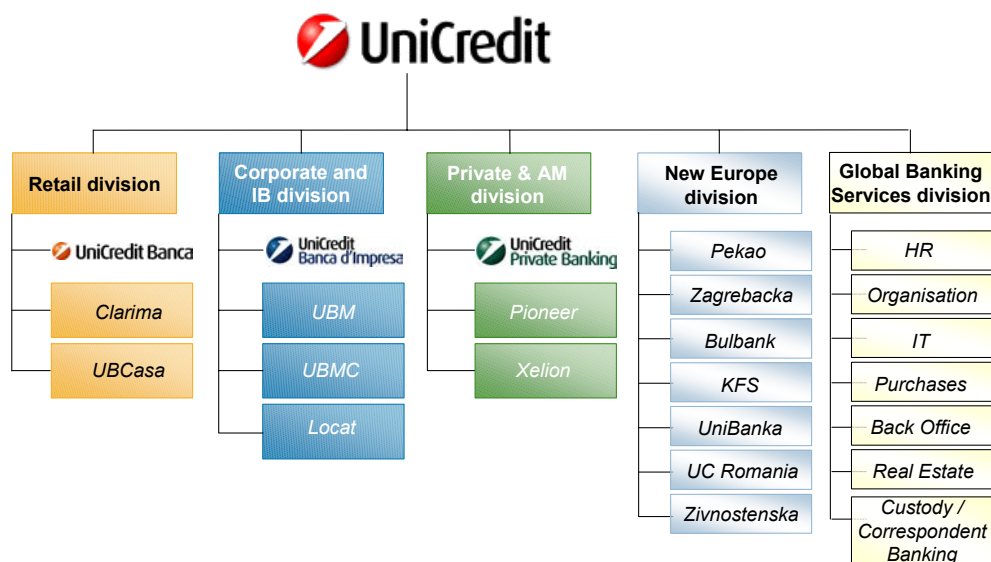 UniCredit
Retail division
UniCredit Banca
Clarima
UBCasa
Corporate and
IB division
UniCredit
Banca d'Impresa
UBM
UBMC
Locat
Private & AM
division
UniCredit
Private Banking
Pioneer
Xelion
New Europe
division
Pekao
Zagrebacka
Bulbank
KFS
UniBanka
UC Romania
Zivnostenska
Global Banking
Services division
HR
Organisation
IT
Purchases
Back Office
Real Estate
Custody /
Correspondent
Banking